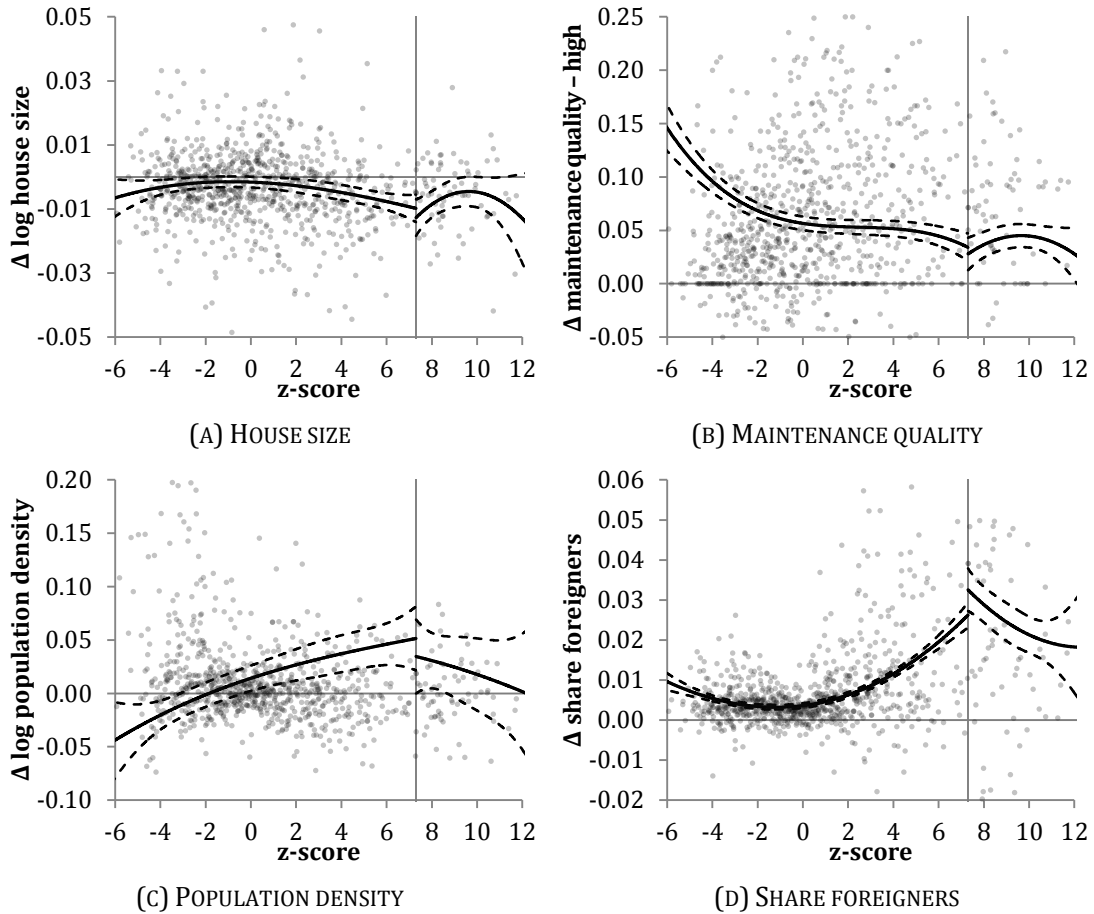 Δ log house size
0.05
0.03
0.01
-0.01
-0.03
-0.05
-6 -4 -2 0 2 4 6 8 10 12
z-score
(A) HOUSE SIZE
Δ maintenance quality – high
0.25
0.20
0.15
0.10
0.05
0.00
-0.05
-6 -4 -2 0 2 4 6 8 10 12
z-score
(B) MAINTENANCE QUALITY
Δ log population density
0.20
0.15
0.10
0.05
0.00
-0.05
-0.10
-6 -4 -2 0 2 4 6 8 10 12
z-score
(C) POPULATION DENSITY
Δ share foreigners
0.06
0.05
0.04
0.03
0.02
0.01
0.00
-0.01
-0.02
-6 -4 -2 0 2 4 6 8 10 12
z-score
(D) SHARE FOREIGNERS